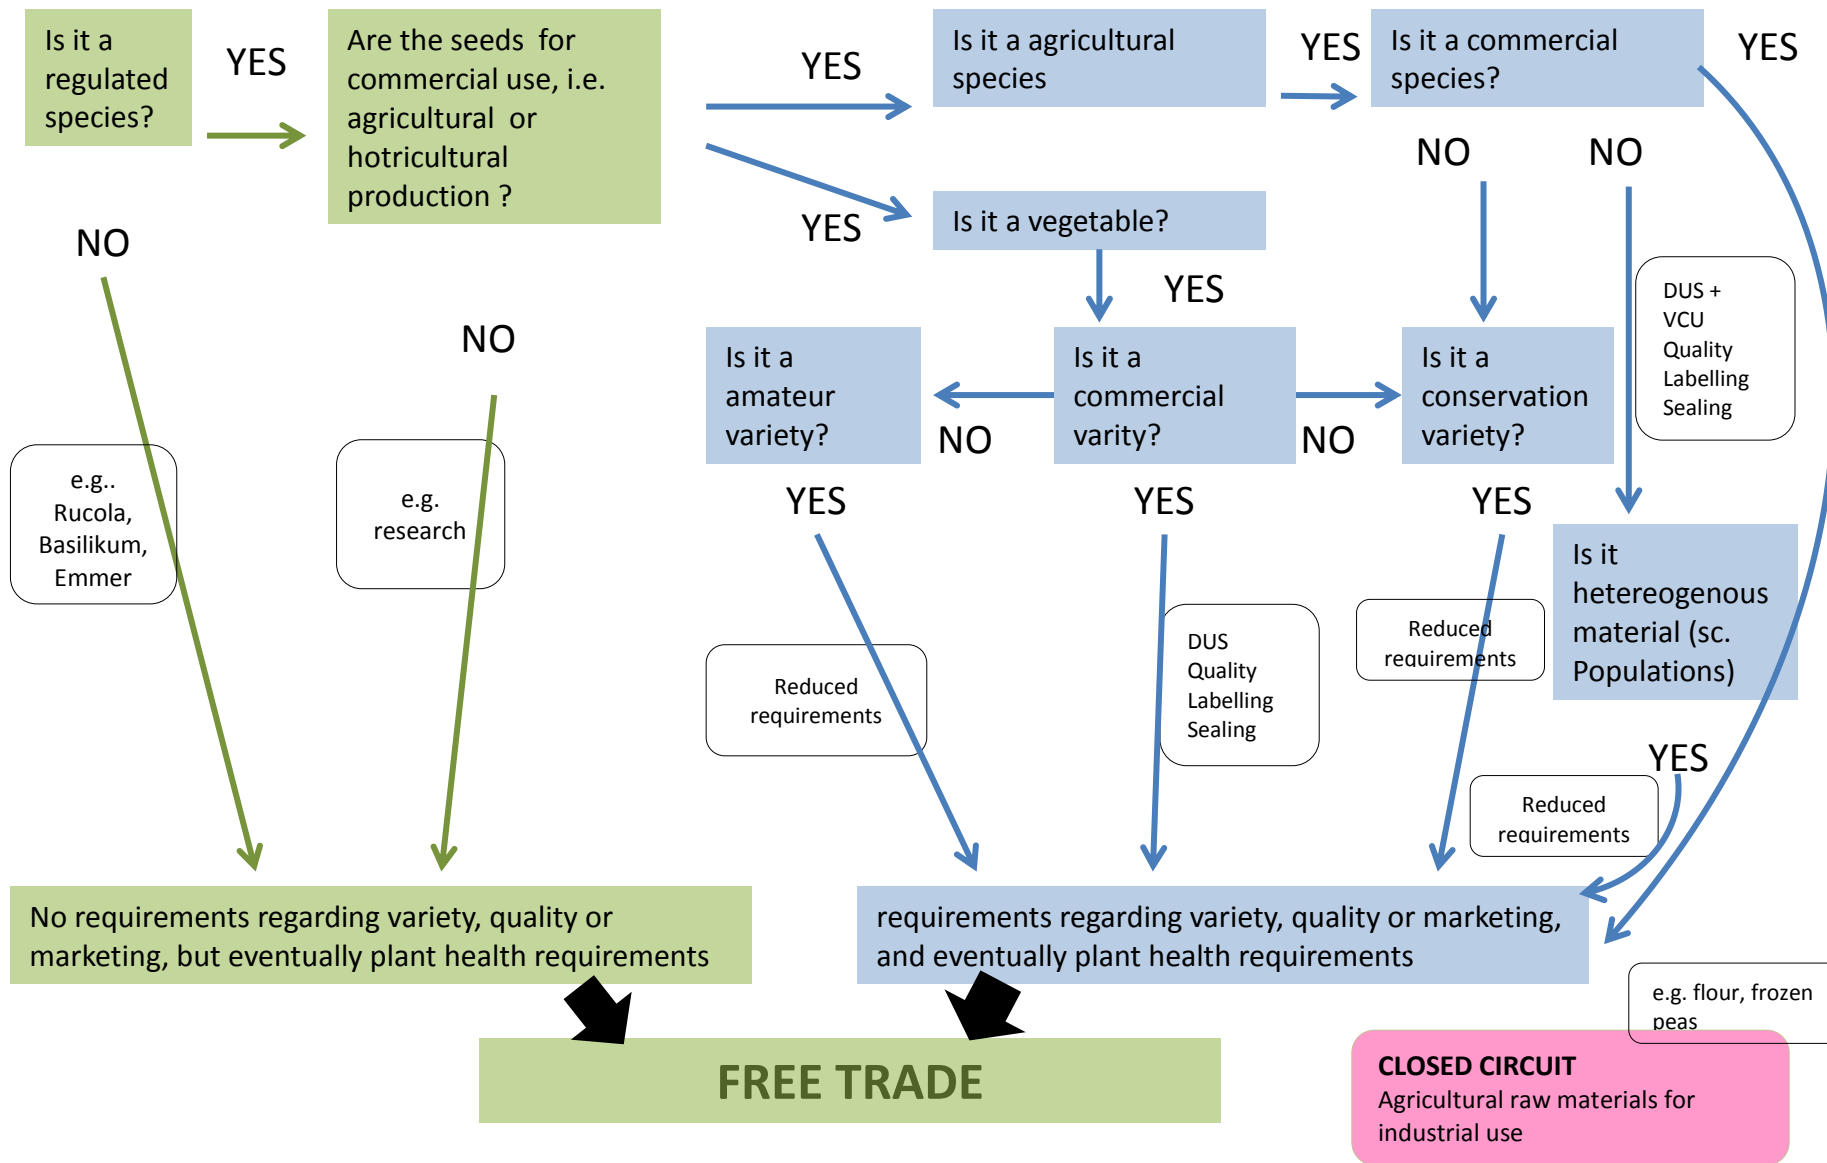 Is it a
regulated
species?
YES
Are the seeds for
commercial use, i.e.
agricultural or
hotricultural
production ?
YES
Is it a agricultural
species
YES
Is it a commercial
species?
YES
NO
NO
YES
Is it a vegetable?
NO
YES
NO
DUS +
VCU
Quality
Labelling
Sealing
Is it a
amateur
variety?
NO
Is it a
commercial
varity?
NO
Is it a
conservation
variety?
e.g..
Rucola,
Basilikum,
Emmer
e.g.
research
YES
YES
YES
Is it
hetereogenous
material (sc.
Populations)
Reduced
requirements
DUS
Quality
Labelling
Sealing
Reduced
requirements
YES
Reduced
requirements
No requirements regarding variety, quality or
marketing, but eventually plant health requirements
requirements regarding variety, quality or marketing,
and eventually plant health requirements
e.g. flour, frozen
peas
FREE TRADE
CLOSED CIRCUIT
Agricultural raw materials for
industrial use